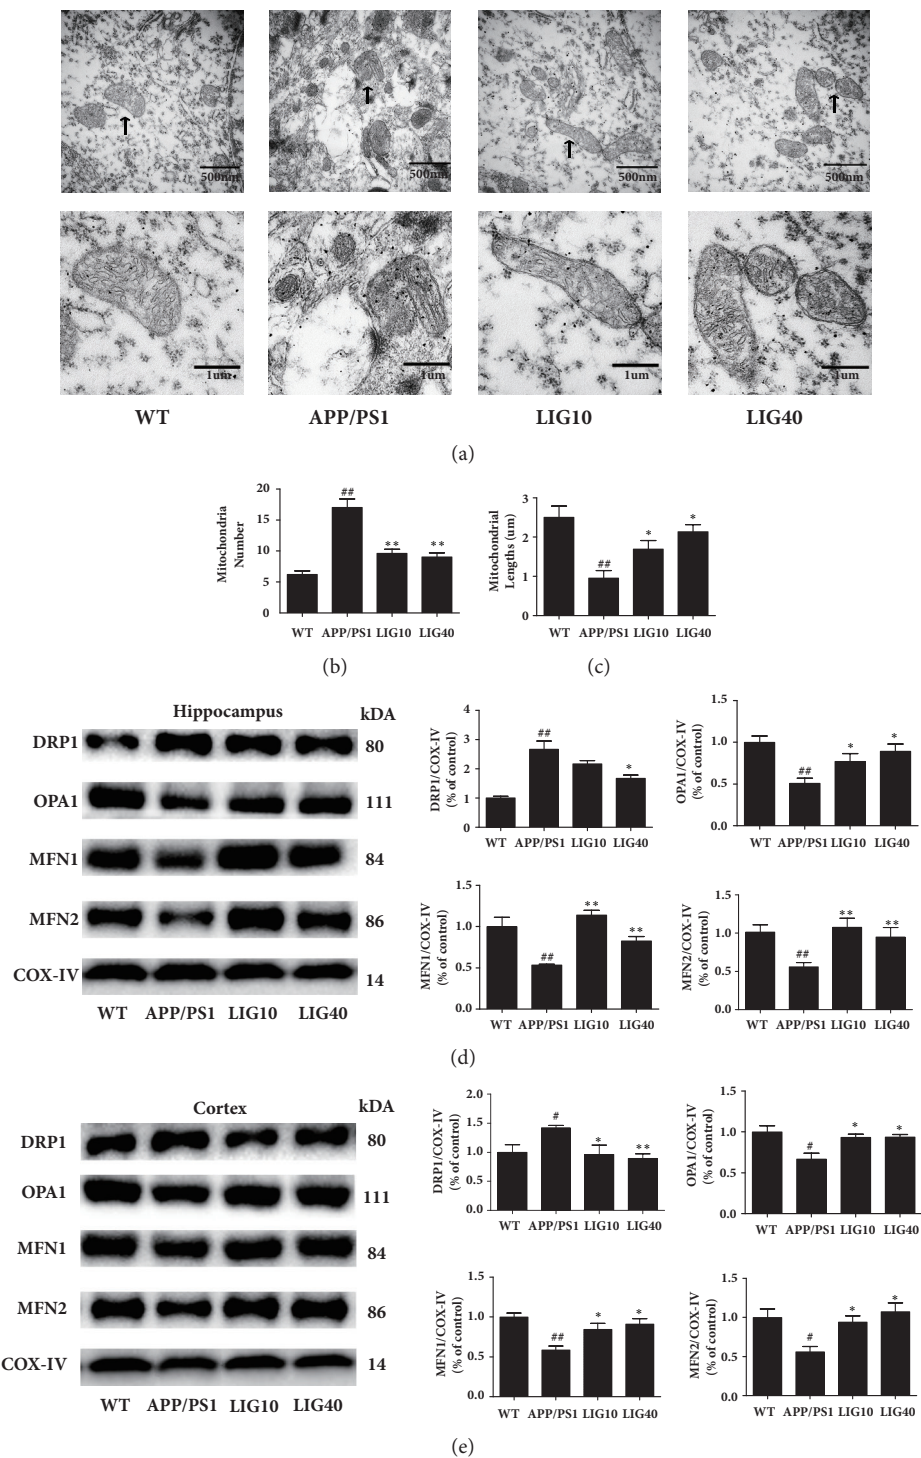 500nm 500nm 500nm 500nm
1um 1um 1um 1um
WT APP/PS1 LIG10 LIG40
(a)
Mitochondria
Number
20
15
10
5
0
##
**
**
WT APP/PS1 LIG10 LIG40
(b)
Mitochondrial
Lengths (um)
3
2
1
0
##
*
*
WT APP/PS1 LIG10 LIG40
(c)
Hippocampus kDA
DRP1 80
OPA1 111
MFN1 84
MFN2 86
COX-IV 14
WT APP/PS1 LIG10 LIG40
DRP1/COX-IV
(% of control)
4
3
2
1
0
##
*
WT APP/PS1 LIG10 LIG40
OPA1/COX-IV
(% of control)
1.5
1.0
0.5
0.0
##
*
*
WT APP/PS1 LIG10 LIG40
MFN1/COX-IV
(% of control)
1.5
1.0
0.5
0.0
##
**
**
WT APP/PS1 LIG10 LIG40
MFN2/COX-IV
(% of control)
1.5
1.0
0.5
0.0
##
**
**
WT APP/PS1 LIG10 LIG40
(d)
Cortex kDA
DRP1 80
OPA1 111
MFN1 84
MFN2 86
COX-IV 14
WT APP/PS1 LIG10 LIG40
DRP1/COX-IV
(% of control)
2.0
1.5
1.0
0.5
0.0
#
*
**
WT APP/PS1 LIG10 LIG40
OPA1/COX-IV
(% of control)
1.5
1.0
0.5
0.0
#
*
*
WT APP/PS1 LIG10 LIG40
MFN1/COX-IV
(% of control)
1.5
1.0
0.5
0.0
##
*
*
WT APP/PS1 LIG10 LIG40
MFN2/COX-IV
(% of control)
1.5
1.0
0.5
0.0
#
*
*
WT APP/PS1 LIG10 LIG40
(e)